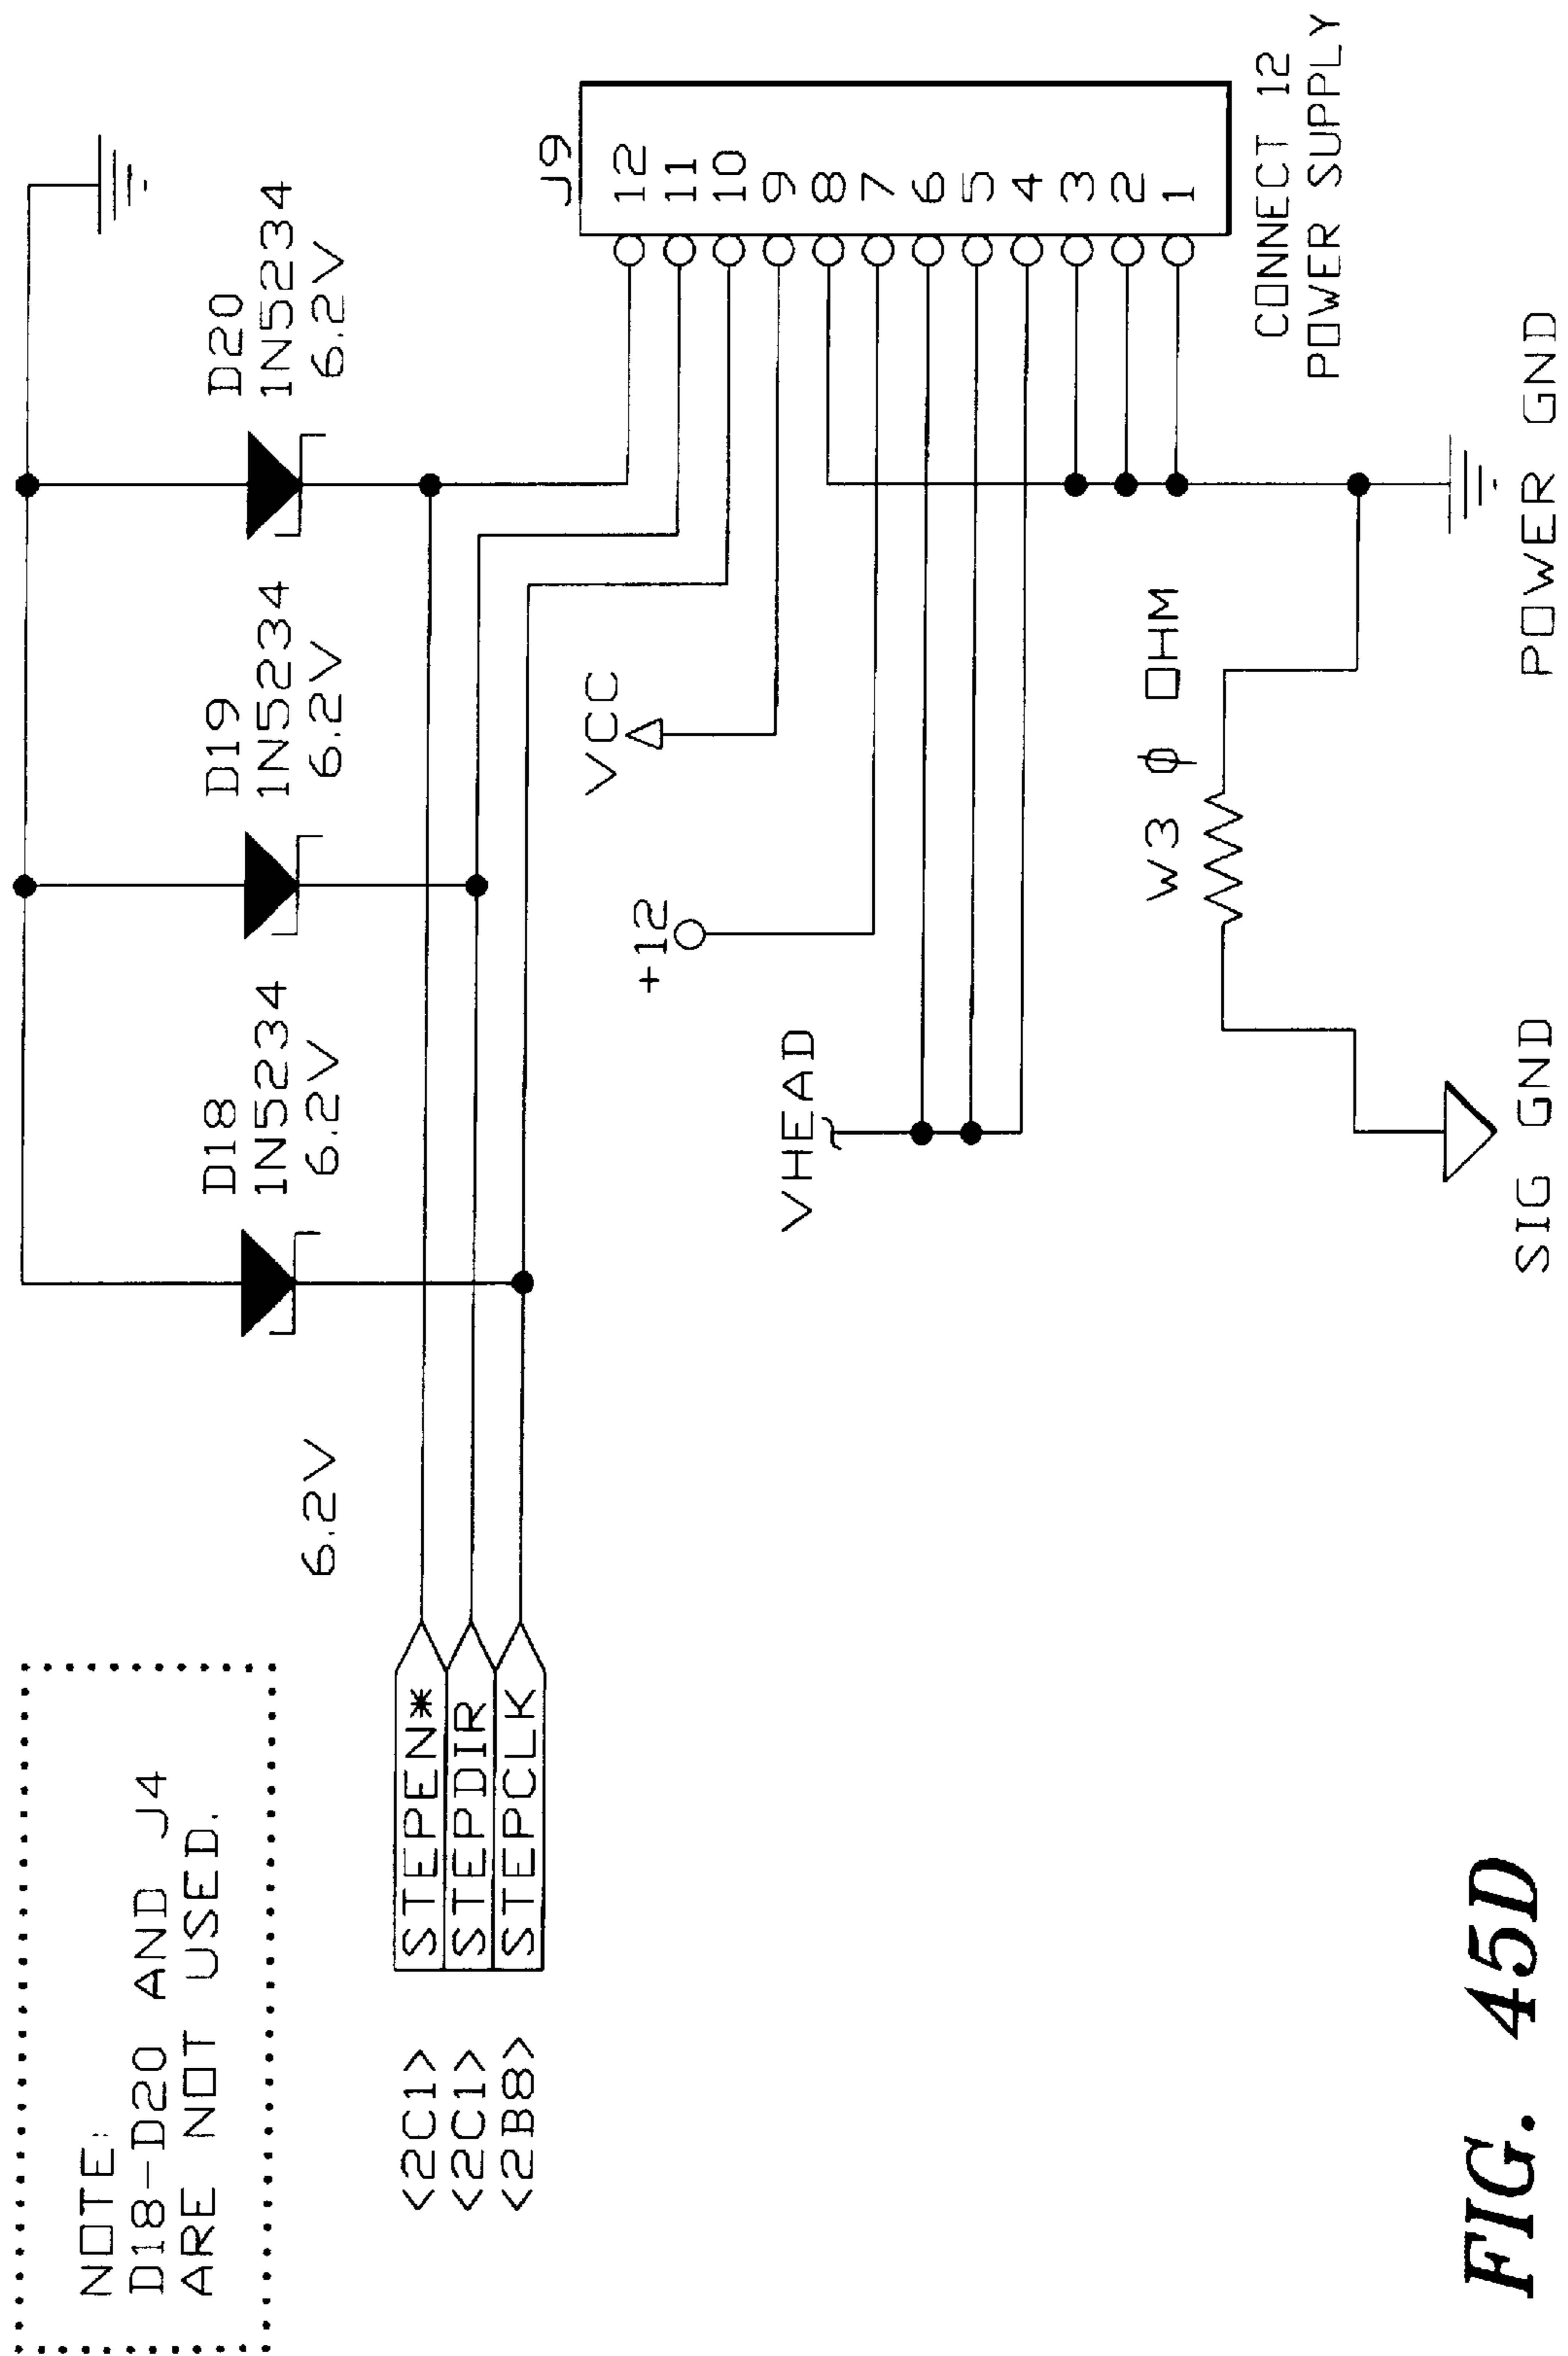 NOTE:
D18-D20 AND J4
ARE NOT USED.
6.2V
D18
1N5234
6.2V
D19
1N5234
6.2V
D20
1N5234
6.2V
<2C1>
STEPEN*
<2C1>
STEPDIR
<2B8>
STEPCLK
J9
12
11
10
9
8
7
6
5
4
3
2
1
VCC
+12
VHEAD
W3 ϕ OHM
CONNECT 12
POWER SUPPLY
SIG GND
POWER GND
FIG. 45D